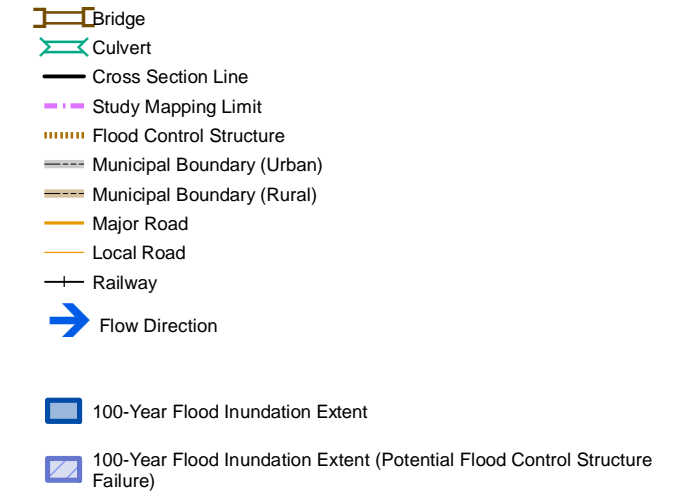 Bridge
Culvert
Cross Section Line
Study Mapping Limit
Flood Control Structure
Municipal Boundary (Urban)
Municipal Boundary (Rural)
Major Road
Local Road
Railway
Flow Direction
100-Year Flood Inundation Extent
100-Year Flood Inundation Extent (Potential Flood Control Structure
Failure)